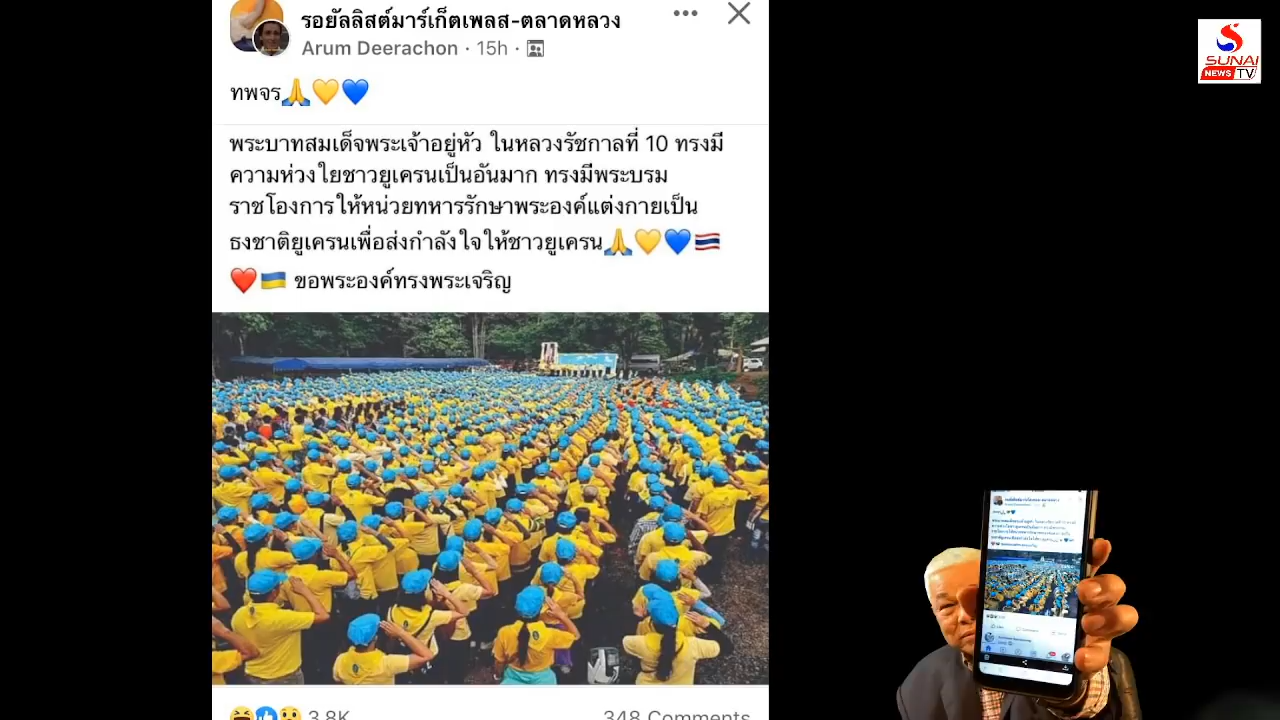 รอยัลลิสต์มาร์เก็ตเพลส-ตลาดหลวง
Arum Deerachon · 15h ·
SUNAI
NEWS TV
ทพจร🙏💛💙
พระบาทสมเด็จพระเจ้าอยู่หัว ในหลวงรัชกาลที่ 10 ทรงมี
ความห่วงใยชาวยูเครนเป็นอันมาก ทรงมีพระบรม
ราชโองการให้หน่วยทหารรักษาพระองค์แต่งกายเป็น
ธงชาติยูเครนเพื่อส่งกำลังใจให้ชาวยูเครน🙏💛💙🇹🇭
❤️🇺🇦 ขอพระองค์ทรงพระเจริญ
3.8K
348 Comments